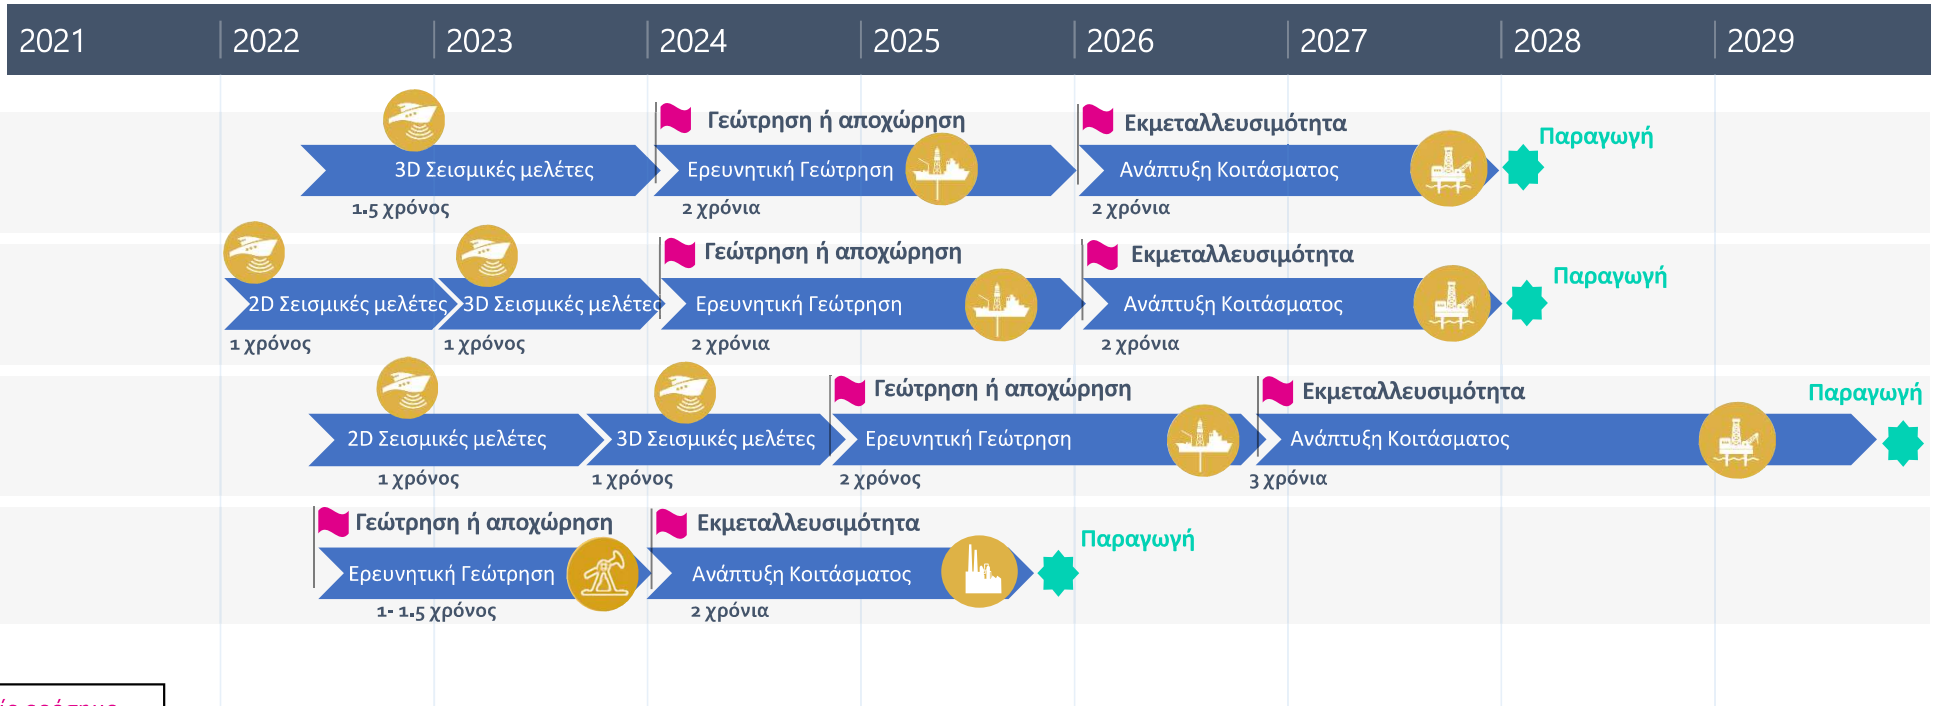 2021 2022 2023 2024 2025 2026 2027 2028 2029
Γεώτρηση ή αποχώρηση Εκμεταλλευσιμότητα Παραγωγή
3D Σεισμικές μελέτες Ερευνητική Γεώτρηση Ανάπτυξη Κοιτάσματος
1.5 χρόνος 2 χρόνια 2 χρόνια
Γεώτρηση ή αποχώρηση Εκμεταλλευσιμότητα Παραγωγή
2D Σεισμικές μελέτες 3D Σεισμικές μελέτες Ερευνητική Γεώτρηση Ανάπτυξη Κοιτάσματος
1 χρόνος 1 χρόνος 2 χρόνια 2 χρόνια
Γεώτρηση ή αποχώρηση Εκμεταλλευσιμότητα Παραγωγή
2D Σεισμικές μελέτες 3D Σεισμικές μελέτες Ερευνητική Γεώτρηση Ανάπτυξη Κοιτάσματος
1 χρόνος 1 χρόνος 2 χρόνος 3 χρόνια
Γεώτρηση ή αποχώρηση Εκμεταλλευσιμότητα Παραγωγή
Ερευνητική Γεώτρηση Ανάπτυξη Κοιτάσματος
1- 1.5 χρόνος 2 χρόνια